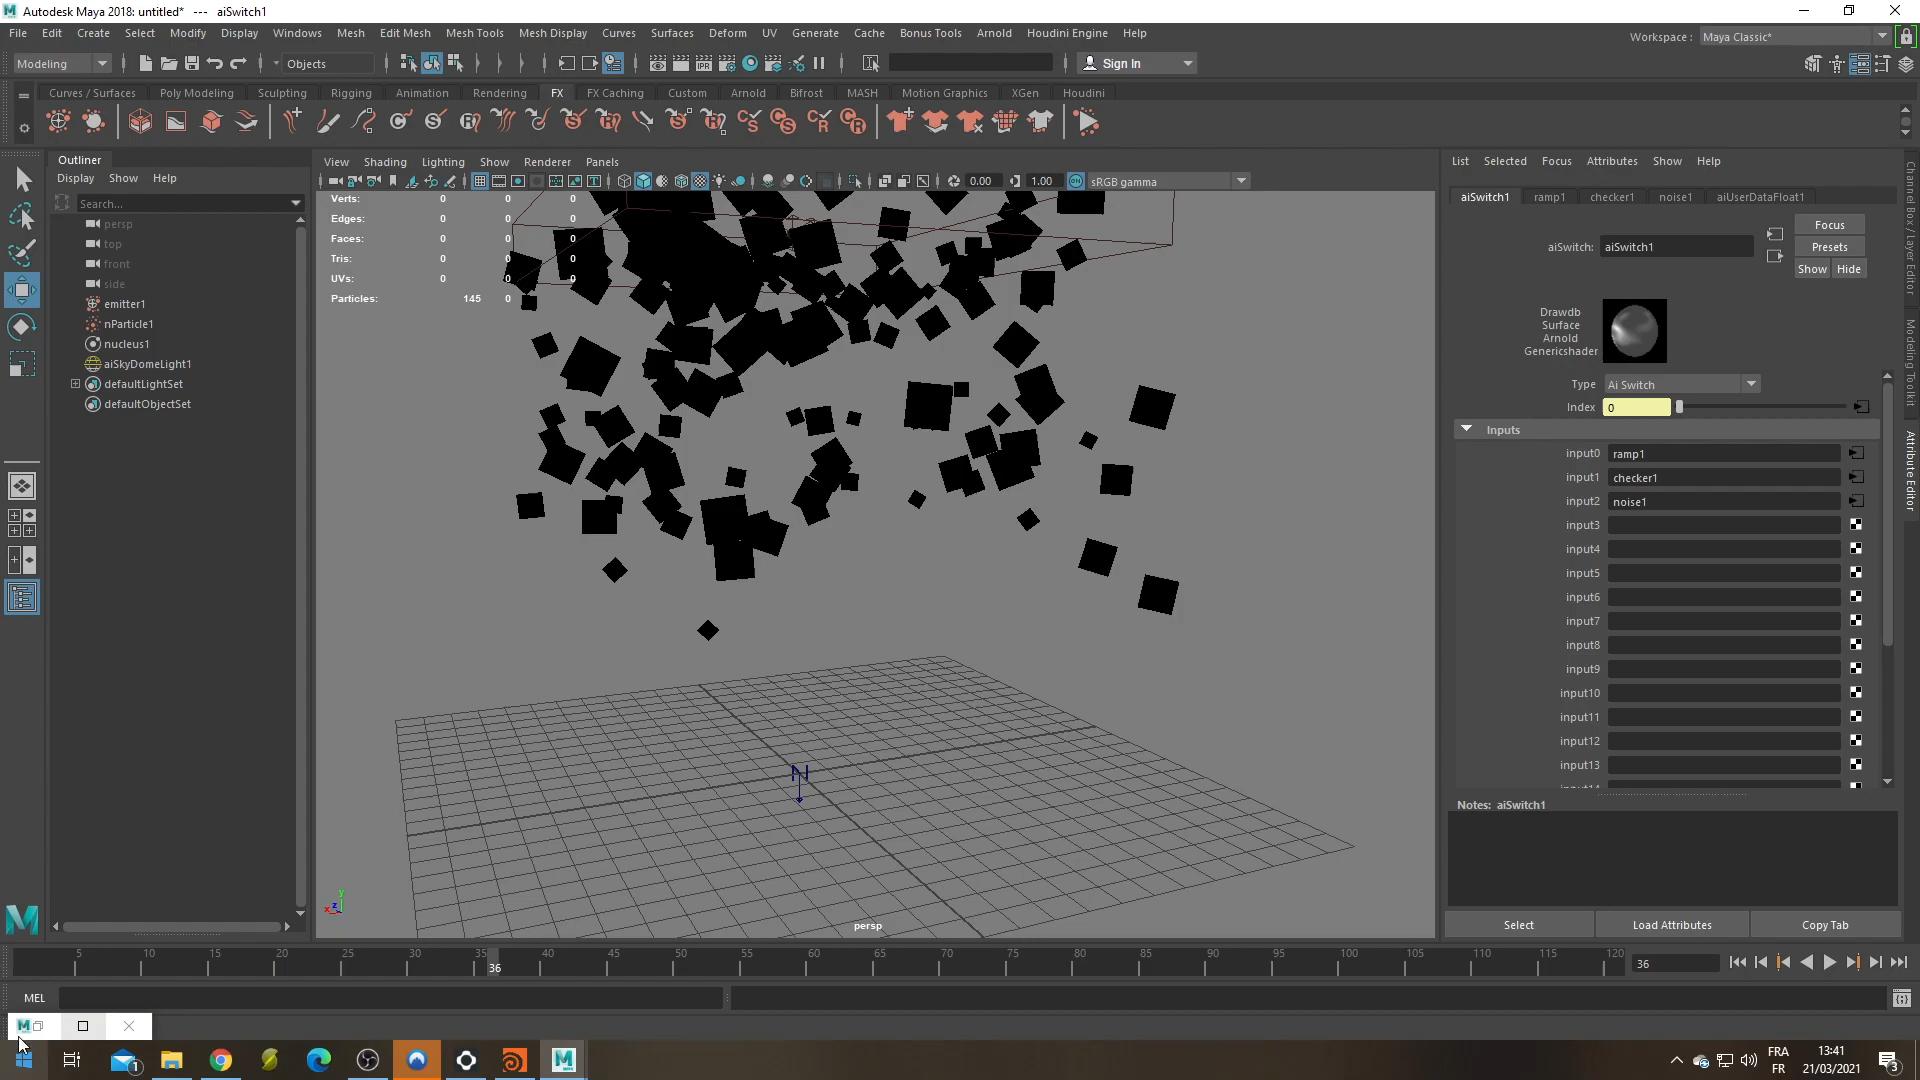 Autodesk Maya 2018: untitled* --- aiSwitch1
File Edit Create Select Modify Display Windows Mesh Edit Mesh Mesh Tools Mesh Display Curves Surfaces Deform UV Generate Cache Bonus Tools Arnold Houdini Engine Help
Workspace : Maya Classic*
Modeling Objects Sign In
Curves / Surfaces Poly Modeling Sculpting Rigging Animation Rendering FX FX Caching Custom Arnold Bifrost MASH Motion Graphics XGen Houdini
Outliner
Display Show Help
Search...
persp
top
front
side
emitter1
nParticle1
nucleus1
aiSkyDomeLight1
defaultLightSet
defaultObjectSet
View Shading Lighting Show Renderer Panels
0.00 1.00 sRGB gamma
Verts: 0 0 0
Edges: 0 0 0
Faces: 0 0 0
Tris: 0 0 0
UVs: 0 0 0
Particles: 145 0
N
y
z
x
persp
List Selected Focus Attributes Show Help
aiSwitch1 ramp1 checker1 noise1 aiUserDataFloat1
aiSwitch: aiSwitch1
Focus
Presets
Show Hide
Drawdb
Surface
Arnold
Genericshader
Type Ai Switch
Index 0
Inputs
input0 ramp1
input1 checker1
input2 noise1
input3
input4
input5
input6
input7
input8
input9
input10
input11
input12
input13
Notes: aiSwitch1
Select Load Attributes Copy Tab
Channel Box / Layer Editor
Modeling Toolkit
Attribute Editor
5 10 15 20 25 30 35 40 45 50 55 60 65 70 75 80 85 90 95 100 105 110 115 120
36
36
MEL
FRA
FR
13:41
21/03/2021
1
3